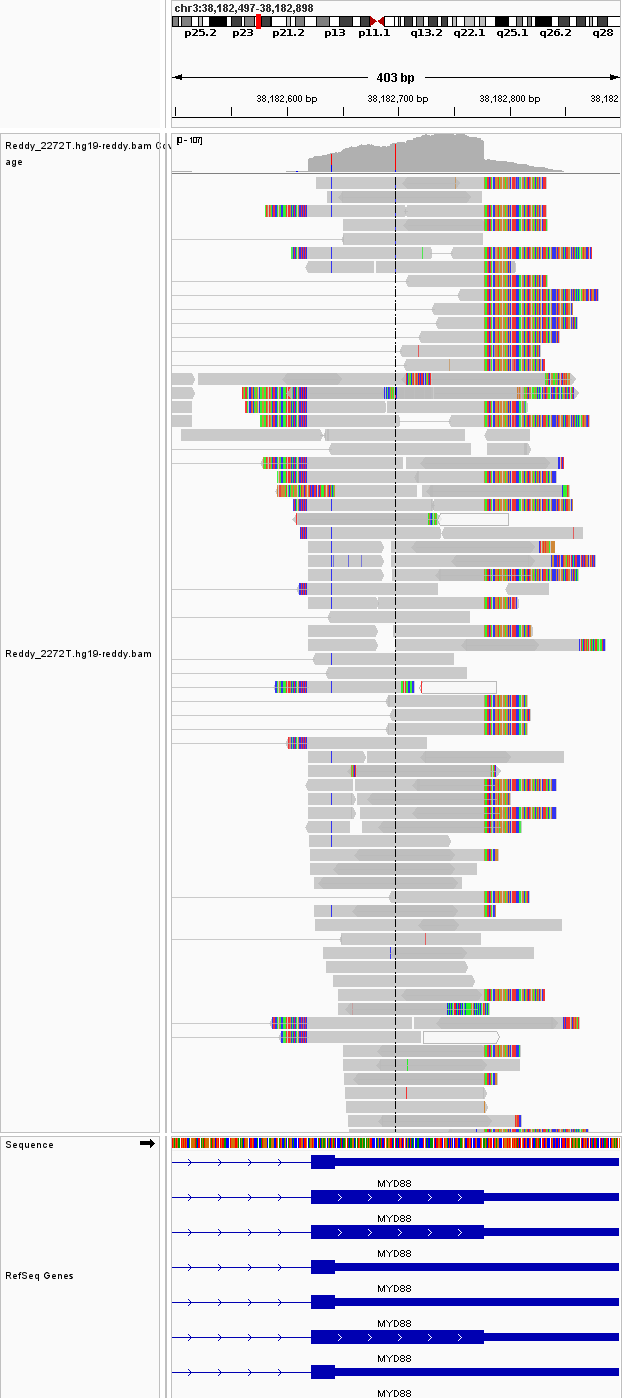 chr3:38,182,497-38,182,898
p25.2 p23 p21.2 p13 p11.1 q13.2 q22.1 q25.1 q26.2 q28
403 bp
38,182,600 bp 38,182,700 bp 38,182,800 bp 38,182
Reddy_2272T.hg19-reddy.bam Cov
age
[0 - 107]
Reddy_2272T.hg19-reddy.bam
Sequence
MYD88
MYD88
MYD88
MYD88
RefSeq Genes
MYD88
MYD88
MYD88
MYD88